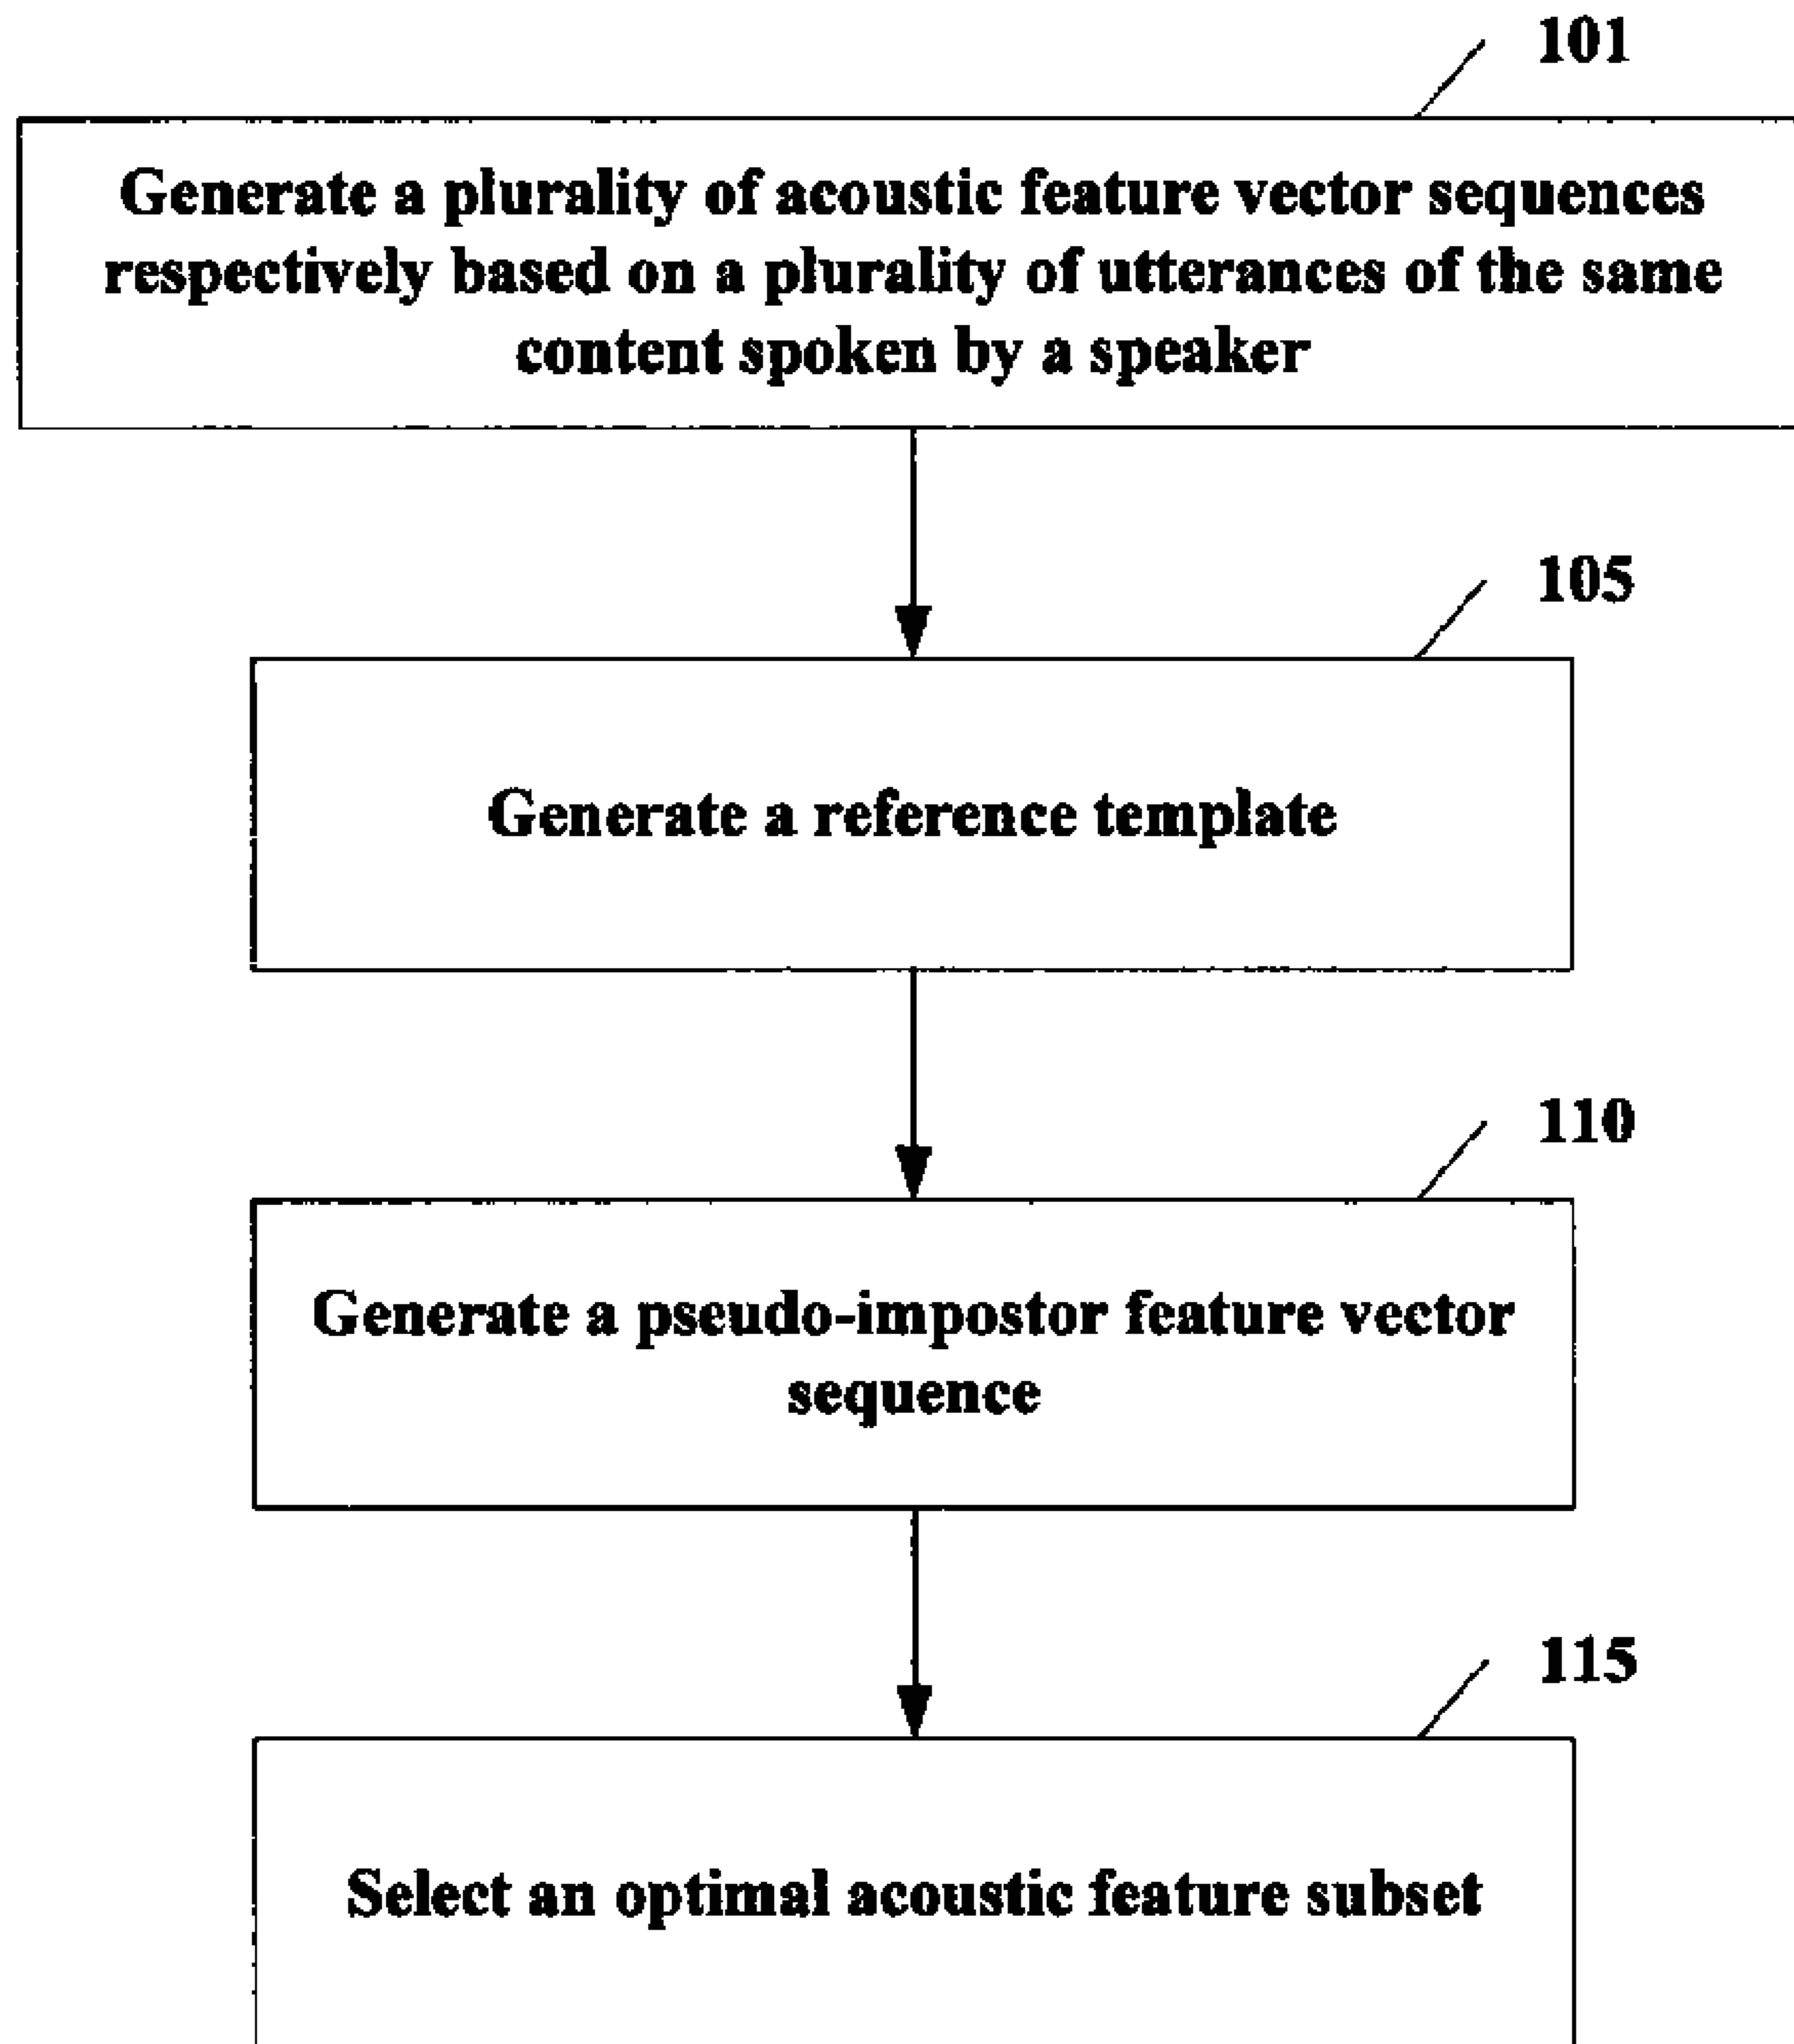 101
Generate a plurality of acoustic feature vector sequences
respectively based on a plurality of utterances of the same
content spoken by a speaker
105
Generate a reference template
110
Generate a pseudo-impostor feature vector
sequence
115
Select an optimal acoustic feature subset